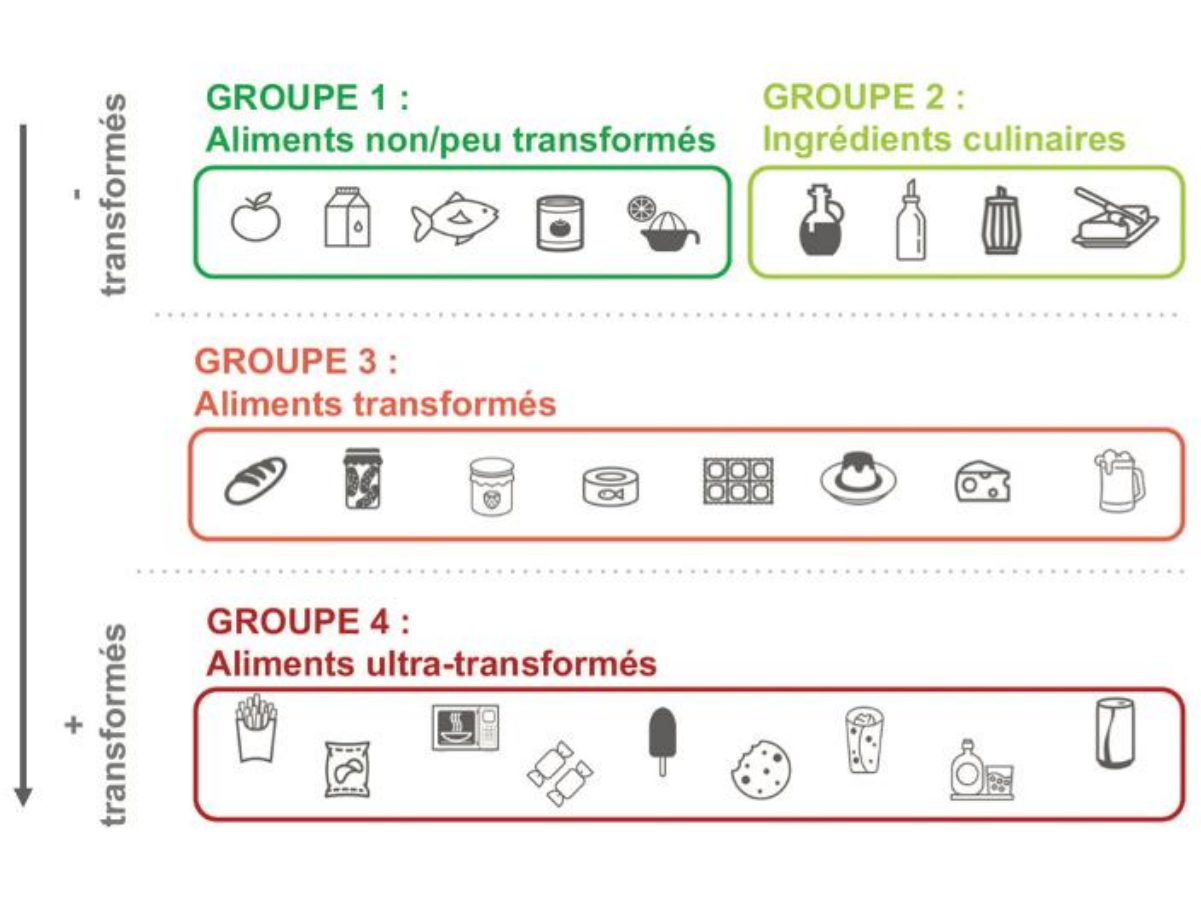 -
transformés
GROUPE 1 :
Aliments non/peu transformés
GROUPE 2 :
Ingrédients culinaires
GROUPE 3 :
Aliments transformés
+
transformés
GROUPE 4 :
Aliments ultra-transformés